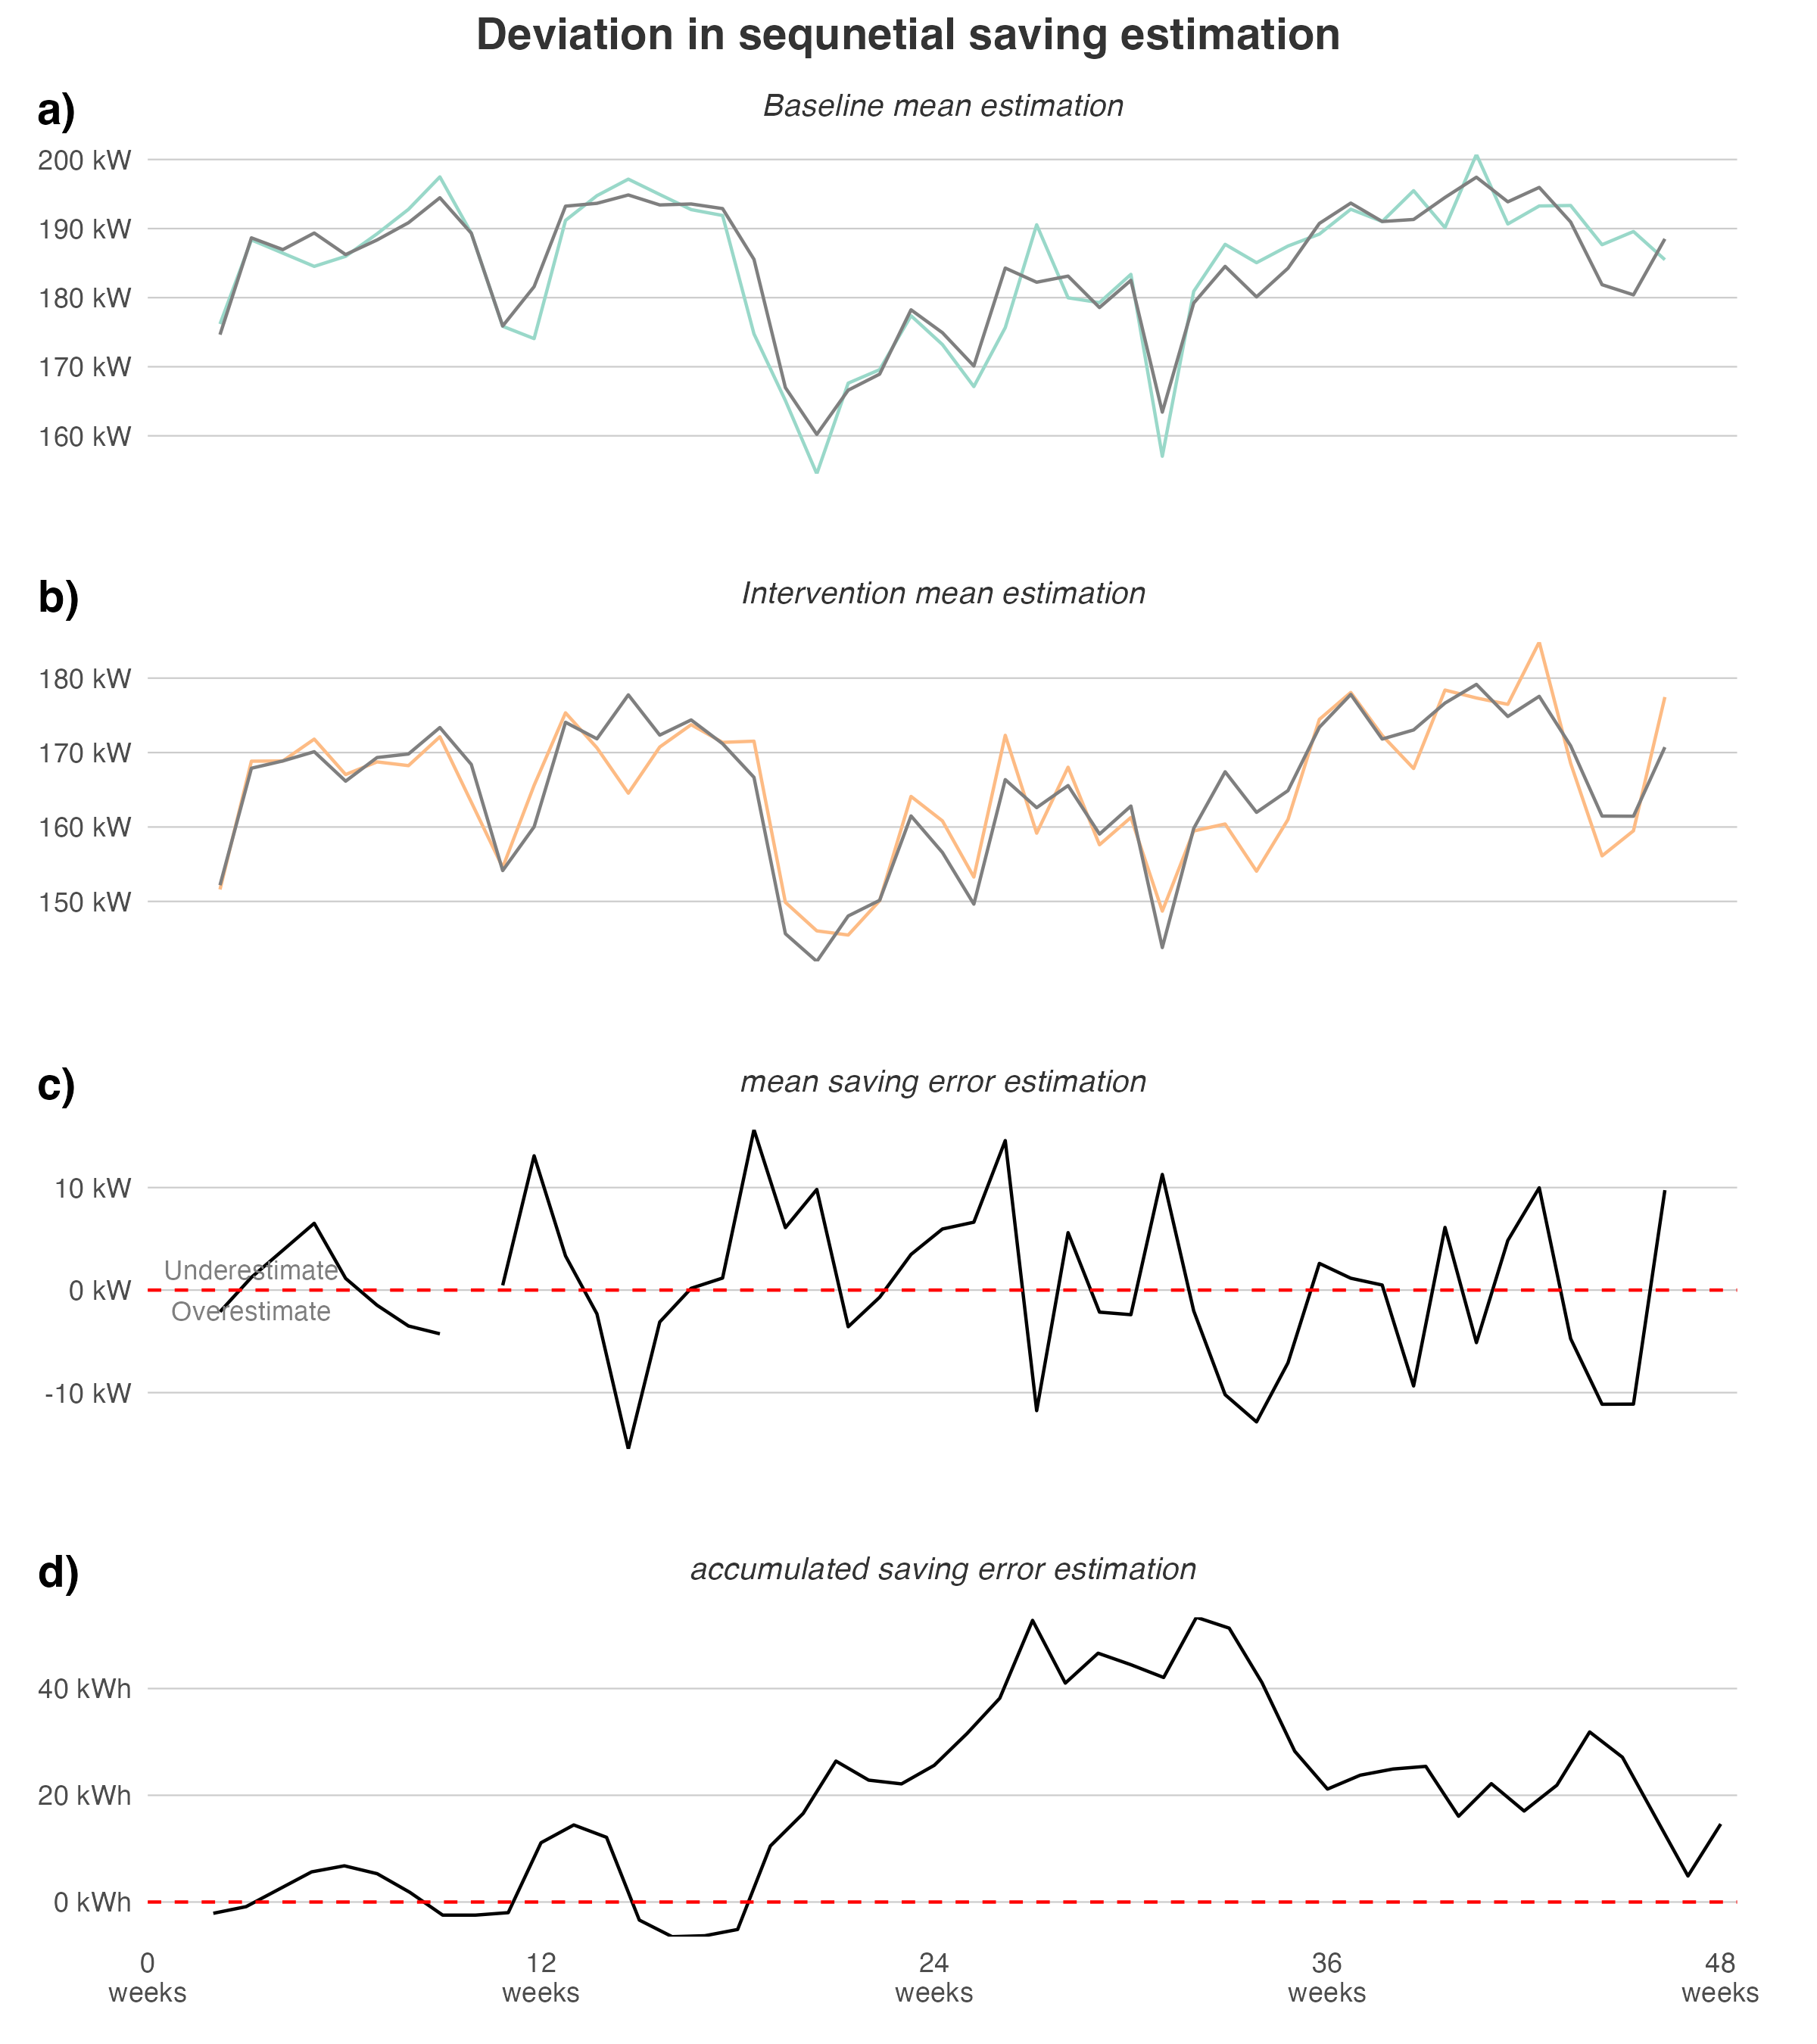 Deviation in sequnetial saving estimation
a)
Baseline mean estimation
200 kW
190 kW
180 kW
170 kW
160 kW
b)
Intervention mean estimation
180 kW
170 kW
160 kW
150 kW
c)
mean saving error estimation
10 kW
Underestimate
0 kW
Overestimate
-10 kW
d)
accumulated saving error estimation
40 kWh
20 kWh
0 kWh
0 12 24 36 48
weeks weeks weeks weeks weeks